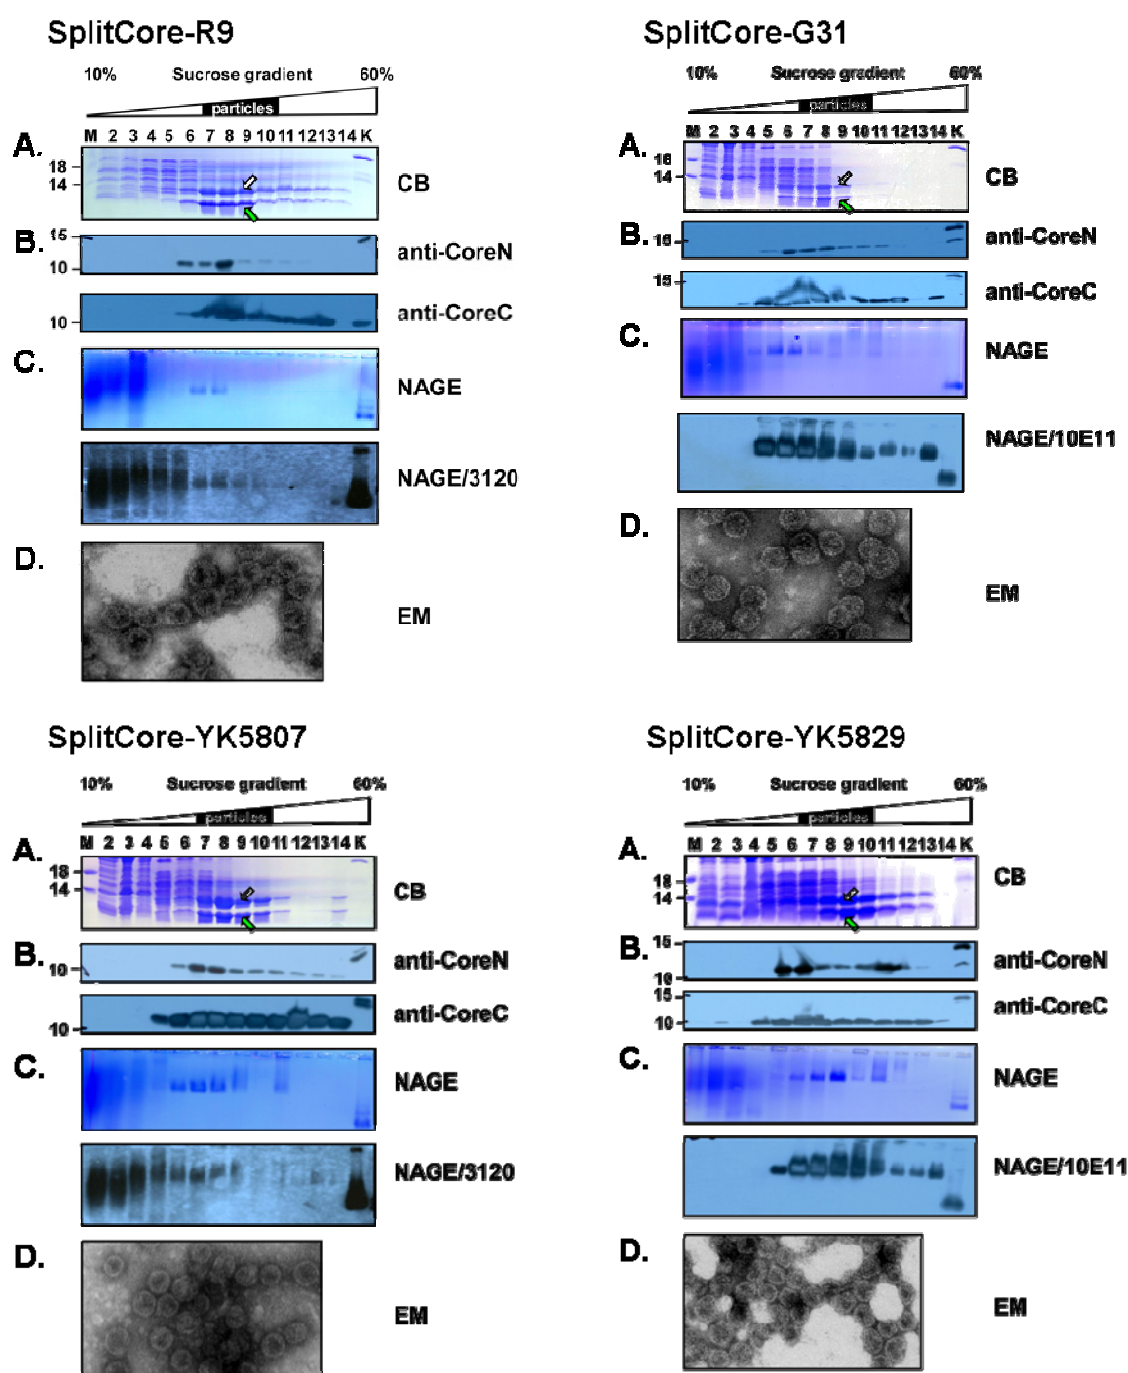 SplitCore-R9
10% Sucrose gradient 60%
particles
M 2 3 4 5 6 7 8 9 10 11 12 13 14 K
A.
18
14
CB
B.
15
10
anti-CoreN
10
anti-CoreC
C.
NAGE
NAGE/3120
D.
EM
SplitCore-G31
10% Sucrose gradient 60%
particles
M 2 3 4 5 6 7 8 9 10 11 12 13 14 K
A.
18
14
CB
B.
15
anti-CoreN
15
anti-CoreC
C.
NAGE
NAGE/10E11
D.
EM
SplitCore-YK5807
10% Sucrose gradient 60%
particles
M 2 3 4 5 6 7 8 9 10 11 12 13 14 K
A.
18
14
CB
B.
10
anti-CoreN
10
anti-CoreC
C.
NAGE
NAGE/3120
D.
EM
SplitCore-YK5829
10% Sucrose gradient 60%
particles
M 2 3 4 5 6 7 8 9 10 11 12 13 14 K
A.
18
14
CB
B.
15
10
anti-CoreN
15
10
anti-CoreC
C.
NAGE
NAGE/10E11
D.
EM